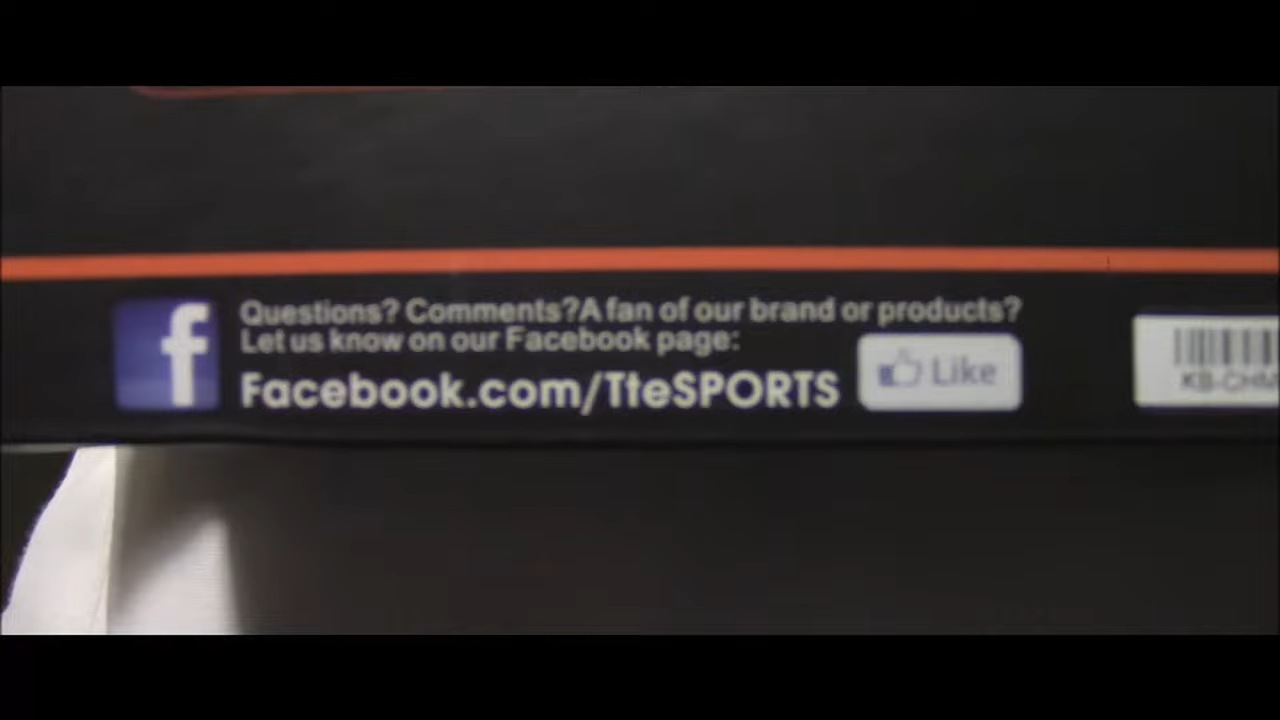 Questions? Comments?A fan of our brand or products?
Let us know on our Facebook page:
Facebook.com/TteSPORTS
Like